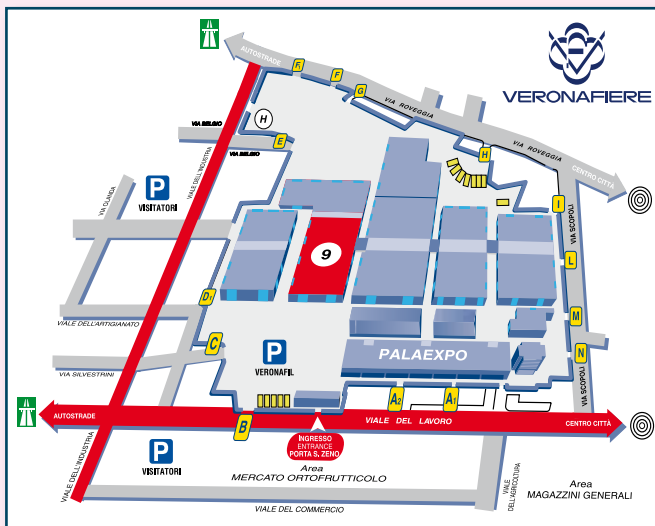 AUTOSTRADE
F1
F
G
VIA ROVEGGIA
VERONAFIERE
VIA BELGIO
H
E
VIA BELGIO
H
VIA ROVEGGIA
CENTRO CITTÀ
VIALE DELL'INDUSTRIA
P
VISITATORI
VIA OLANDA
I
VIA SCOPOLI
9
L
D1
M
VIALE DELL'ARTIGIANATO
C
P
VERONAFIL
PALAEXPO
N
VIA SILVESTRINI
VIA SCOPOLI
A2
A1
AUTOSTRADE
B
VIALE DEL LAVORO
CENTRO CITTÀ
INGRESSO
ENTRANCE
PORTA S. ZENO
P
VISITATORI
VIALE DELL'INDUSTRIA
Area
MERCATO ORTOFRUTTICOLO
VIALE
DELL'AGRICOLTURA
Area
MAGAZZINI GENERALI
VIALE DEL COMMERCIO